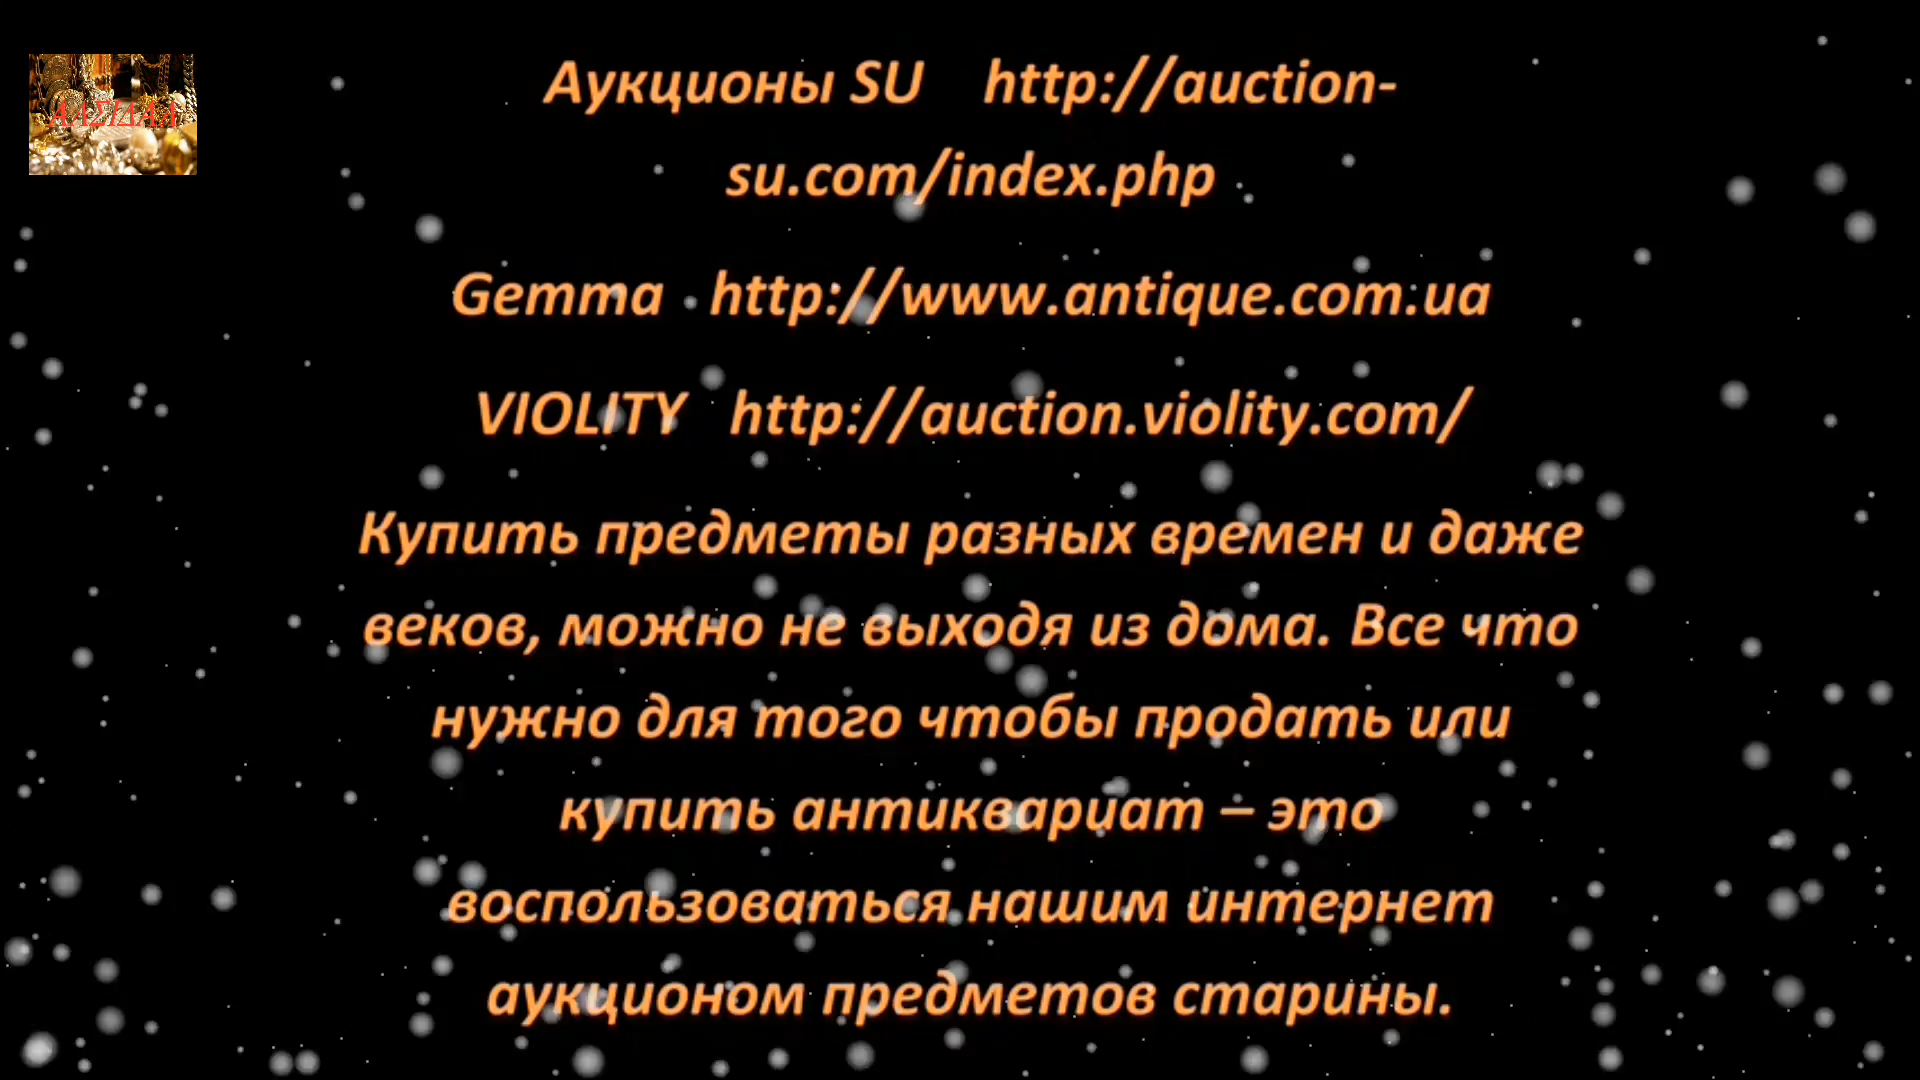 ΑΛΣΙΔΑΛ
Аукционы SU http://auction-
su.com/index.php
Gemma http://www.antique.com.ua
VIOLITY http://auction.violity.com/
Купить предметы разных времен и даже
веков, можно не выходя из дома. Все что
нужно для того чтобы продать или
купить антиквариат – это
воспользоваться нашим интернет
аукционом предметов старины.